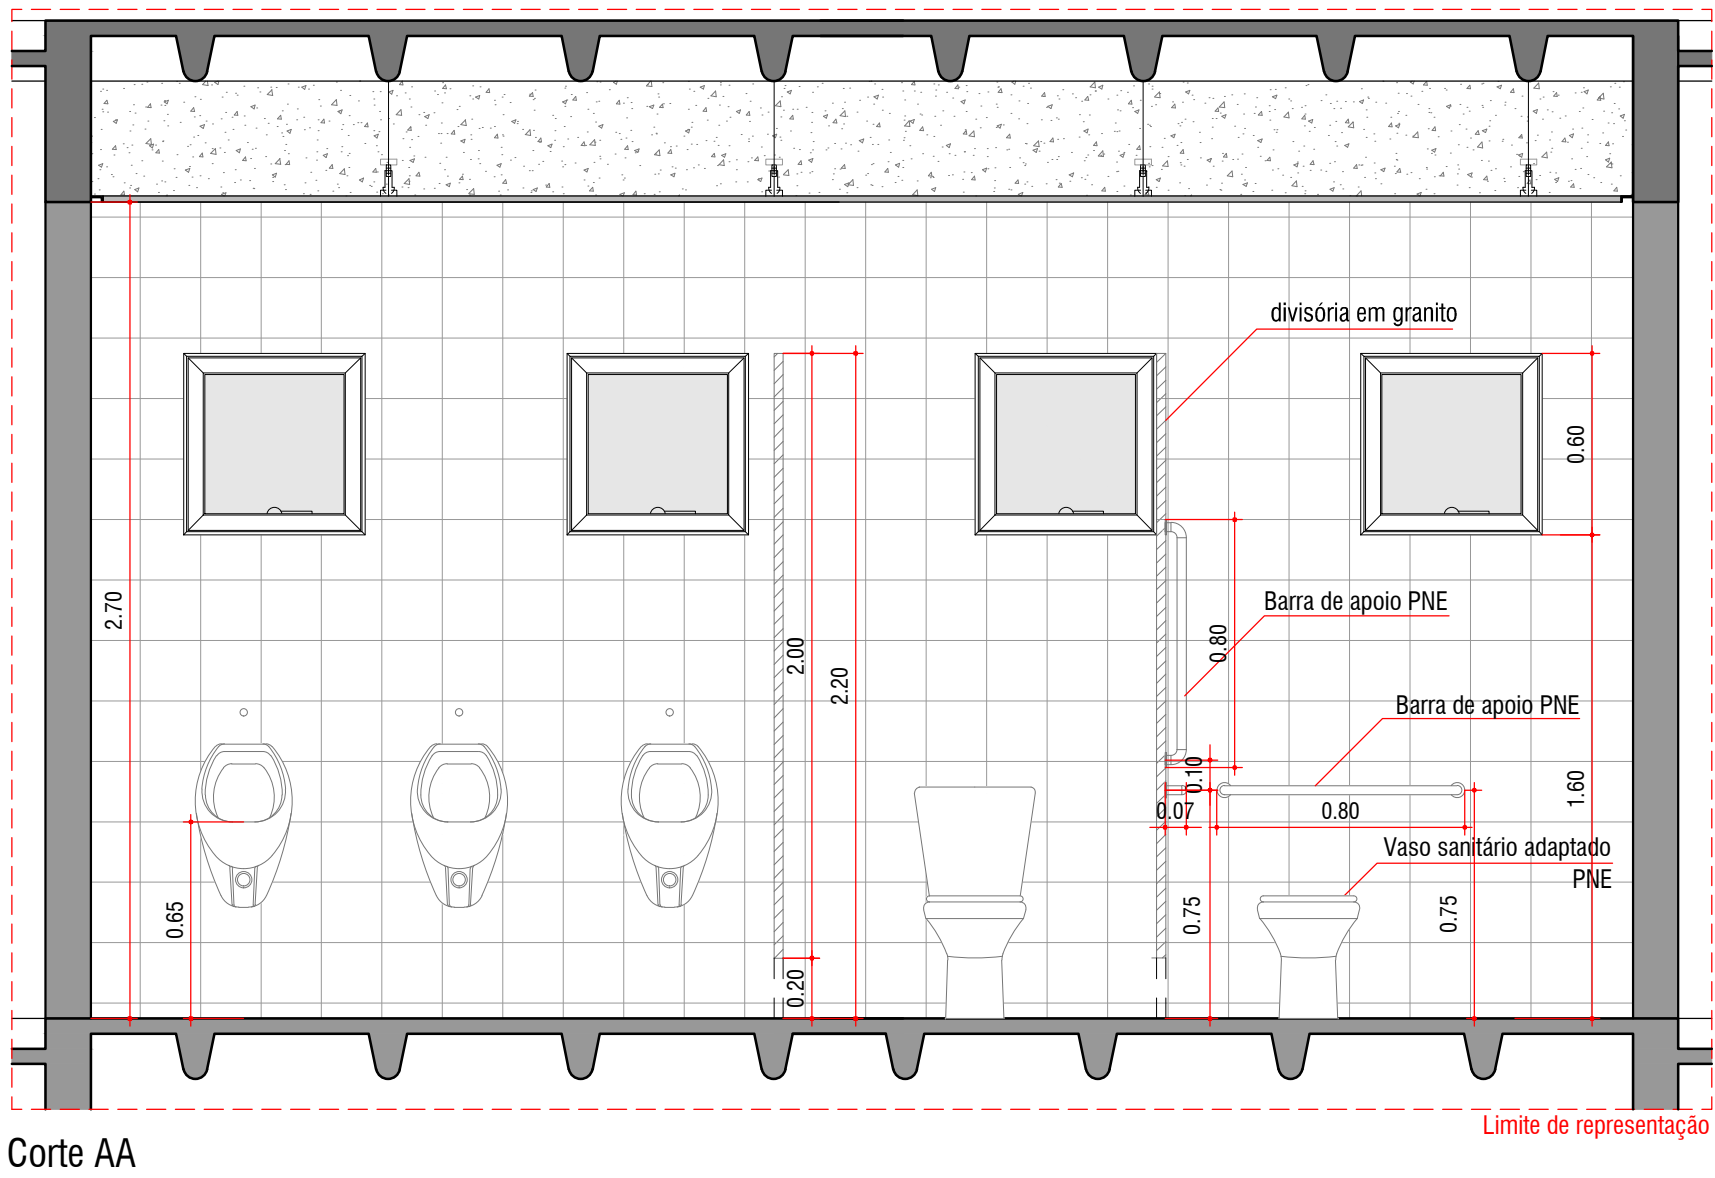 divisória em granito
0.60
2.70
Barra de apoio PNE
0.80
2.00
2.20
Barra de apoio PNE
0.10
1.60
0.07
0.80
Vaso sanitário adaptado
PNE
0.65
0.75
0.75
0.20
Limite de representação
Corte AA